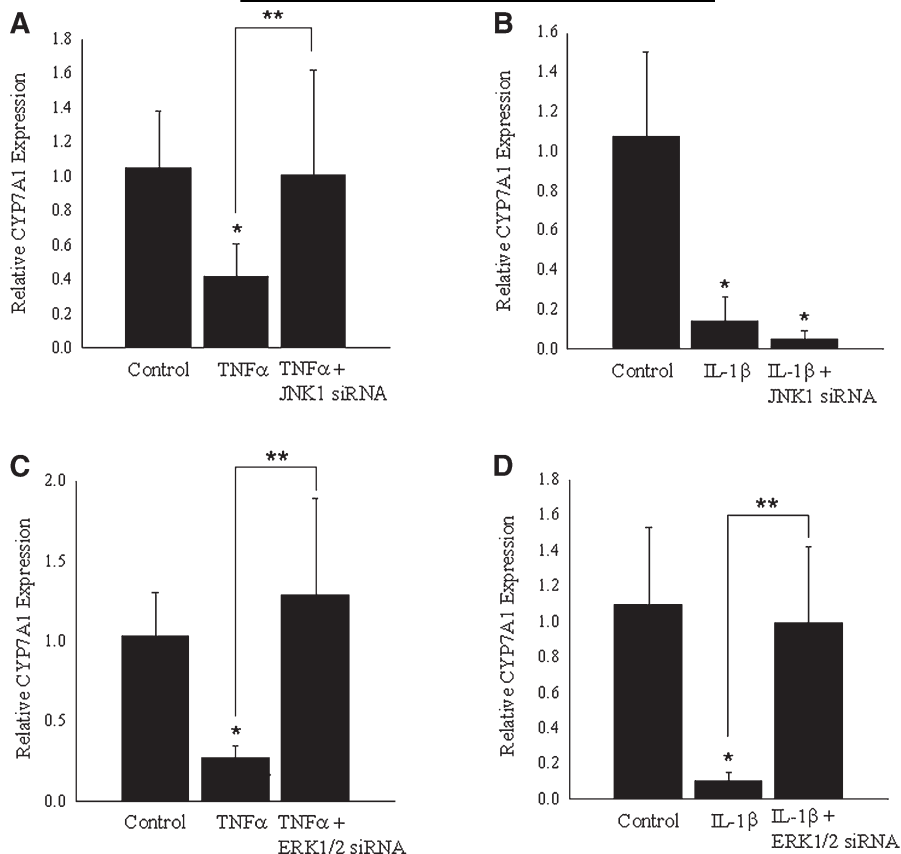 A
Relative CYP7A1 Expression
1.8
1.6
1.4
1.2
1.0
0.8
0.6
0.4
0.2
0.0
**
*
Control TNFα TNFα +
JNK1 siRNA
B
Relative CYP7A1 Expression
1.6
1.4
1.2
1.0
0.8
0.6
0.4
0.2
0.0
*
*
Control IL-1β IL-1β +
JNK1 siRNA
C
Relative CYP7A1 Expression
2.0
1.5
1.0
0.5
0.0
**
*
Control TNFα TNFα +
ERK1/2 siRNA
D
Relative CYP7A1 Expression
1.8
1.6
1.4
1.2
1.0
0.8
0.6
0.4
0.2
0.0
**
*
Control IL-1β IL-1β +
ERK1/2 siRNA